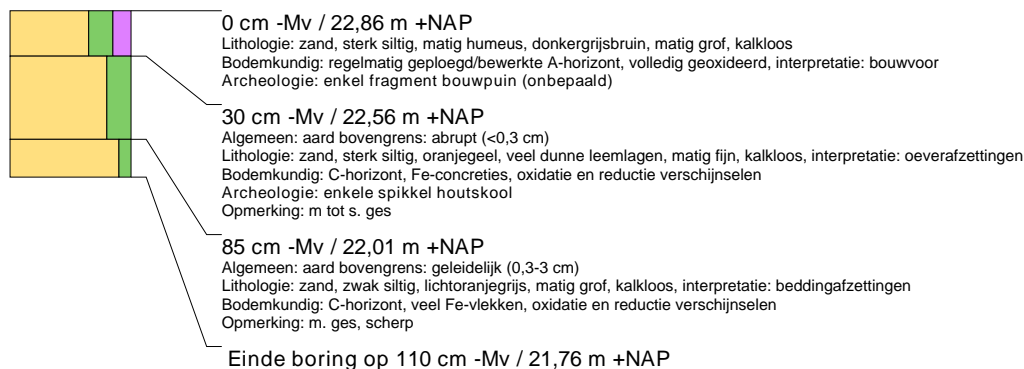 0 cm -Mv / 22,86 m +NAP
Lithologie: zand, sterk siltig, matig humeus, donkergrijsbruin, matig grof, kalkloos
Bodemkundig: regelmatig geploegd/bewerkte A-horizont, volledig geoxideerd, interpretatie: bouwvoor
Archeologie: enkel fragment bouwpuin (onbepaald)
30 cm -Mv / 22,56 m +NAP
Algemeen: aard bovengrens: abrupt (<0,3 cm)
Lithologie: zand, sterk siltig, oranjegeel, veel dunne leemlagen, matig fijn, kalkloos, interpretatie: oeverafzettingen
Bodemkundig: C-horizont, Fe-concreties, oxidatie en reductie verschijnselen
Archeologie: enkele spikkel houtskool
Opmerking: m tot s. ges
85 cm -Mv / 22,01 m +NAP
Algemeen: aard bovengrens: geleidelijk (0,3-3 cm)
Lithologie: zand, zwak siltig, lichtoranjegrijs, matig grof, kalkloos, interpretatie: beddingafzettingen
Bodemkundig: C-horizont, veel Fe-vlekken, oxidatie en reductie verschijnselen
Opmerking: m. ges, scherp
Einde boring op 110 cm -Mv / 21,76 m +NAP